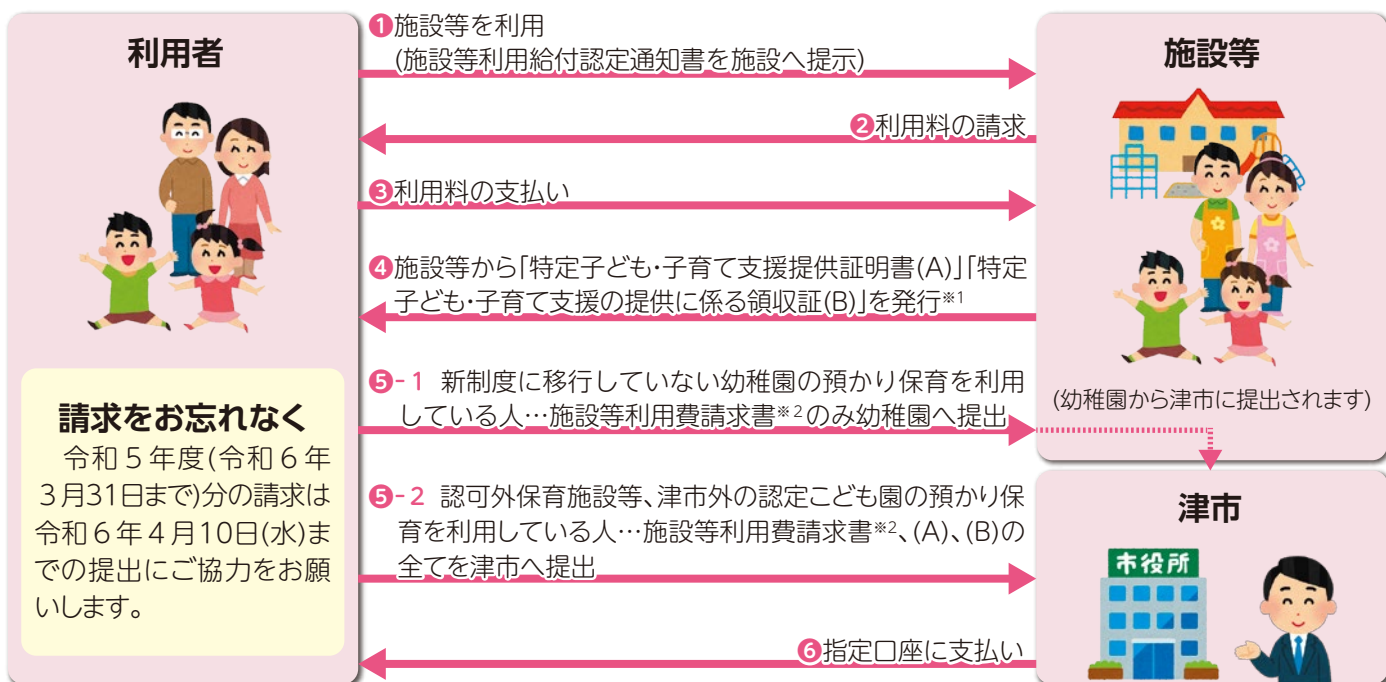 利用者
❶施設等を利用
(施設等利用給付認定通知書を施設へ提示)
施設等
❷利用料の請求
❸利用料の支払い
❹施設等から「特定子ども・子育て支援提供証明書(A)」「特定
子ども・子育て支援の提供に係る領収証(B)」を発行※1
❺-1 新制度に移行していない幼稚園の預かり保育を利用
している人…施設等利用費請求書※2のみ幼稚園へ提出
(幼稚園から津市に提出されます)
請求をお忘れなく
令和5年度(令和6年
3月31日まで)分の請求は
令和6年4月10日(水)ま
での提出にご協力をお願
いします。
❺-2 認可外保育施設等、津市外の認定こども園の預かり保
育を利用している人…施設等利用費請求書※2、(A)、(B)の
全てを津市へ提出
津市
市役所
❻指定口座に支払い